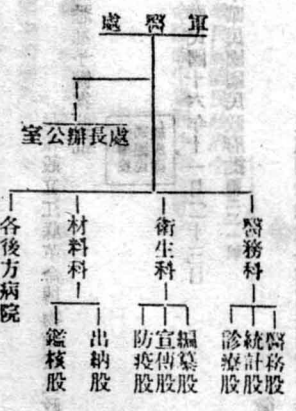 軍醫處
處長辦公室
醫務科
衛生科
材料科
各後方病院
醫務股
統計股
診療股
編纂股
宣傳股
防疫股
出納股
鑑核股